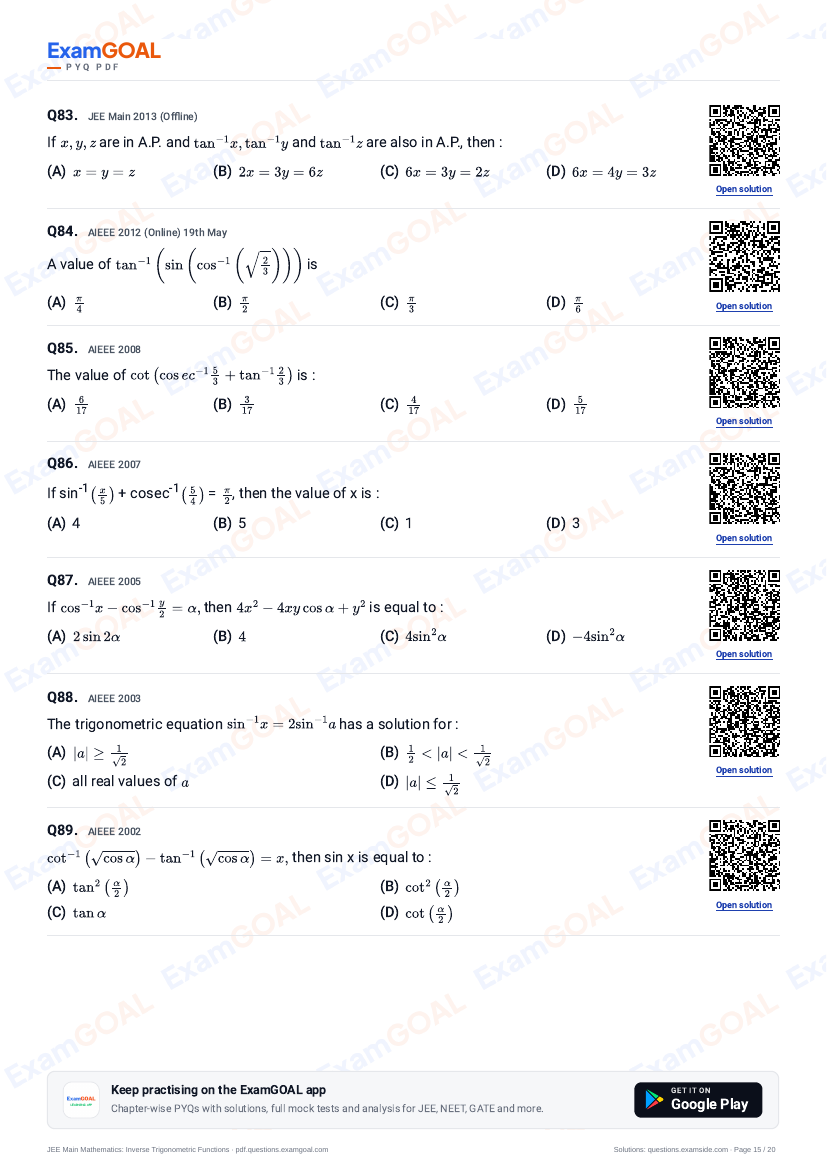 ExamGOAL
PYQ PDF
Q83. JEE Main 2013 (Offline)
If x, y, z are in A.P. and tan⁻¹x, tan⁻¹y and tan⁻¹z are also in A.P., then :
(A) x = y = z (B) 2x = 3y = 6z (C) 6x = 3y = 2z (D) 6x = 4y = 3z
Open solution
Q84. AIEEE 2012 (Online) 19th May
A value of tan⁻¹ (sin (cos⁻¹ (√(2/3)))) is
(A) π/4 (B) π/2 (C) π/3 (D) π/6
Open solution
Q85. AIEEE 2008
The value of cot (cos ec⁻¹ 5/3 + tan⁻¹ 2/3) is :
(A) 6/17 (B) 3/17 (C) 4/17 (D) 5/17
Open solution
Q86. AIEEE 2007
If sin⁻¹ (x/5) + cosec⁻¹ (5/4) = π/2, then the value of x is :
(A) 4 (B) 5 (C) 1 (D) 3
Open solution
Q87. AIEEE 2005
If cos⁻¹x − cos⁻¹ y/2 = α, then 4x² − 4xy cos α + y² is equal to :
(A) 2 sin 2α (B) 4 (C) 4sin²α (D) −4sin²α
Open solution
Q88. AIEEE 2003
The trigonometric equation sin⁻¹x = 2sin⁻¹a has a solution for :
(A) |a| ≥ 1/√2 (B) 1/2 < |a| < 1/√2
(C) all real values of a (D) |a| ≤ 1/√2
Open solution
Q89. AIEEE 2002
cot⁻¹ (√cos α) − tan⁻¹ (√cos α) = x, then sin x is equal to :
(A) tan² (α/2) (B) cot² (α/2)
(C) tan α (D) cot (α/2)
Open solution
ExamGOAL
Keep practising on the ExamGOAL app
Chapter-wise PYQs with solutions, full mock tests and analysis for JEE, NEET, GATE and more.
GET IT ON
Google Play
JEE Main Mathematics: Inverse Trigonometric Functions · pdf.questions.examgoal.com
Solutions: questions.examside.com · Page 15 / 20